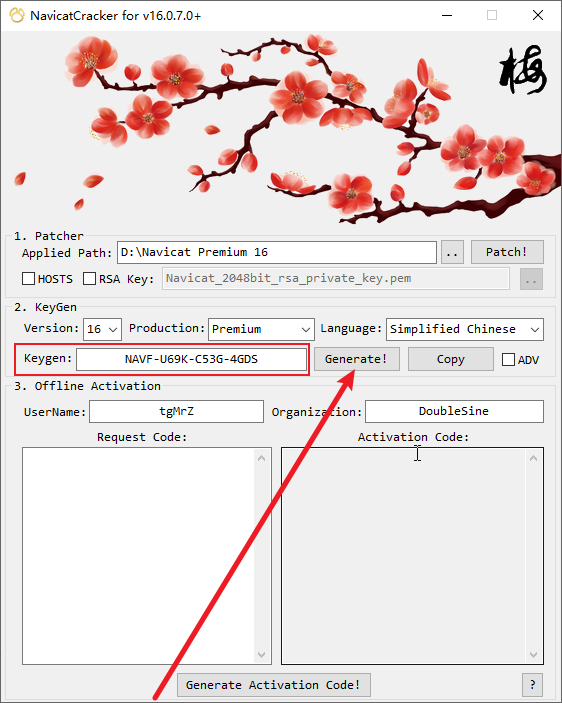 NavicatCracker for v16.0.7.0+
梅
1. Patcher
Applied Path: D:\Navicat Premium 16 .. Patch!
HOSTS RSA Key: Navicat_2048bit_rsa_private_key.pem ..
2. KeyGen
Version: 16 Production: Premium Language: Simplified Chinese
Keygen: NAVF-U69K-C53G-4GDS Generate! Copy ADV
3. Offline Activation
UserName: tgMrZ Organization: DoubleSine
Request Code: Activation Code:
Generate Activation Code! ?